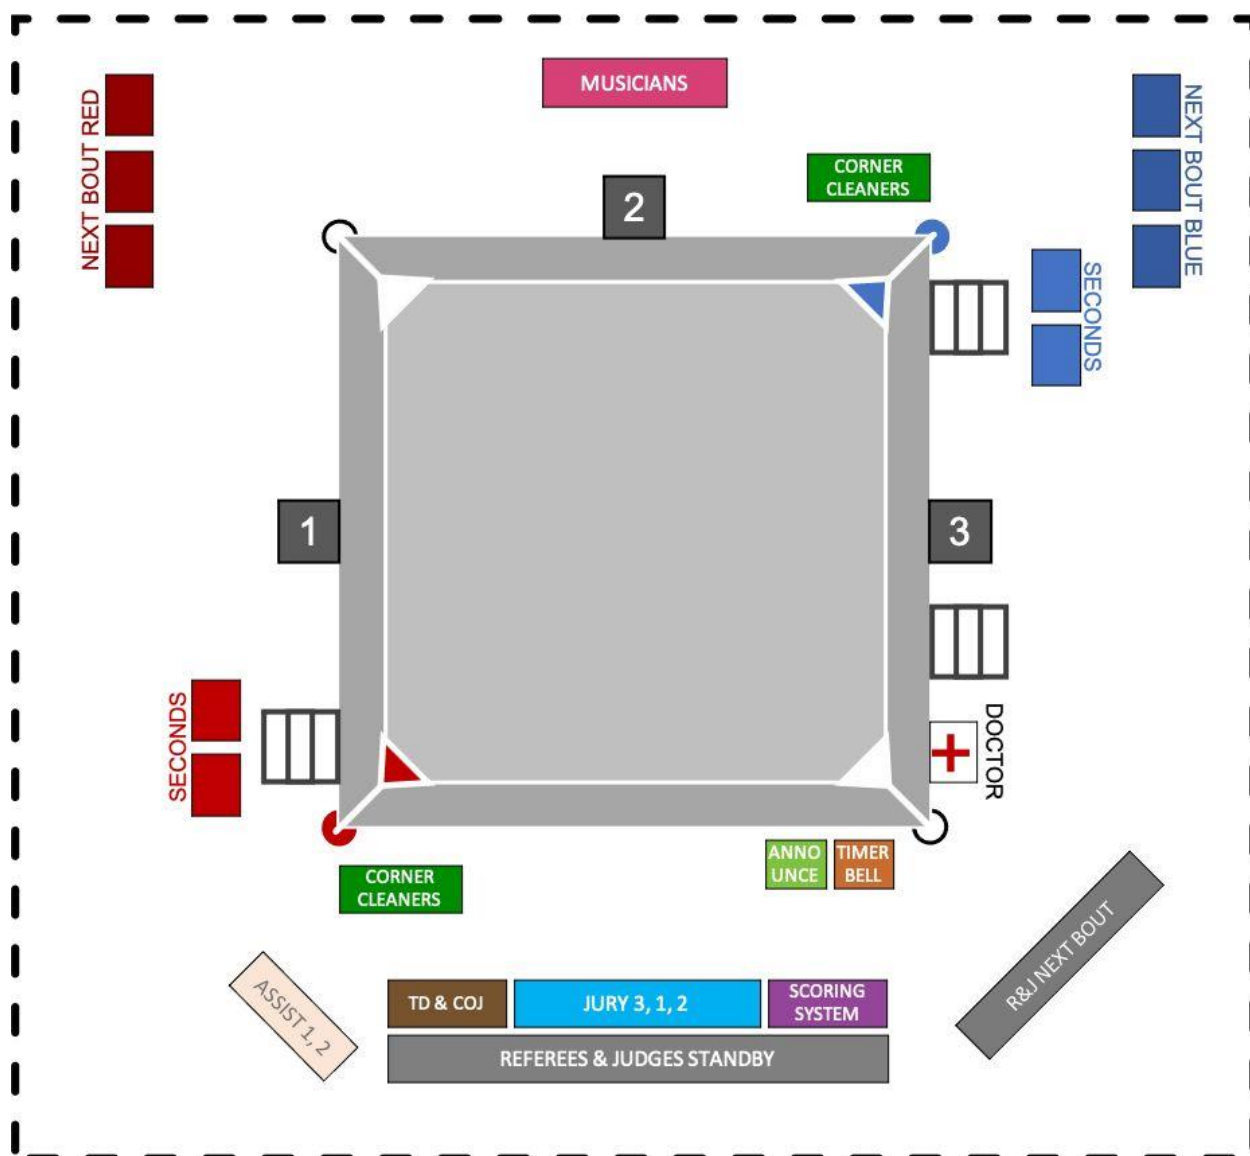 MUSICIANS
NEXT BOUT RED
NEXT BOUT BLUE
CORNER
CLEANERS
2
SECONDS
1
3
SECONDS
DOCTOR
ANNO
UNCE
TIMER
BELL
CORNER
CLEANERS
R&J NEXT BOUT
ASSIST 1, 2
TD & COJ
JURY 3, 1, 2
SCORING
SYSTEM
REFEREES & JUDGES STANDBY